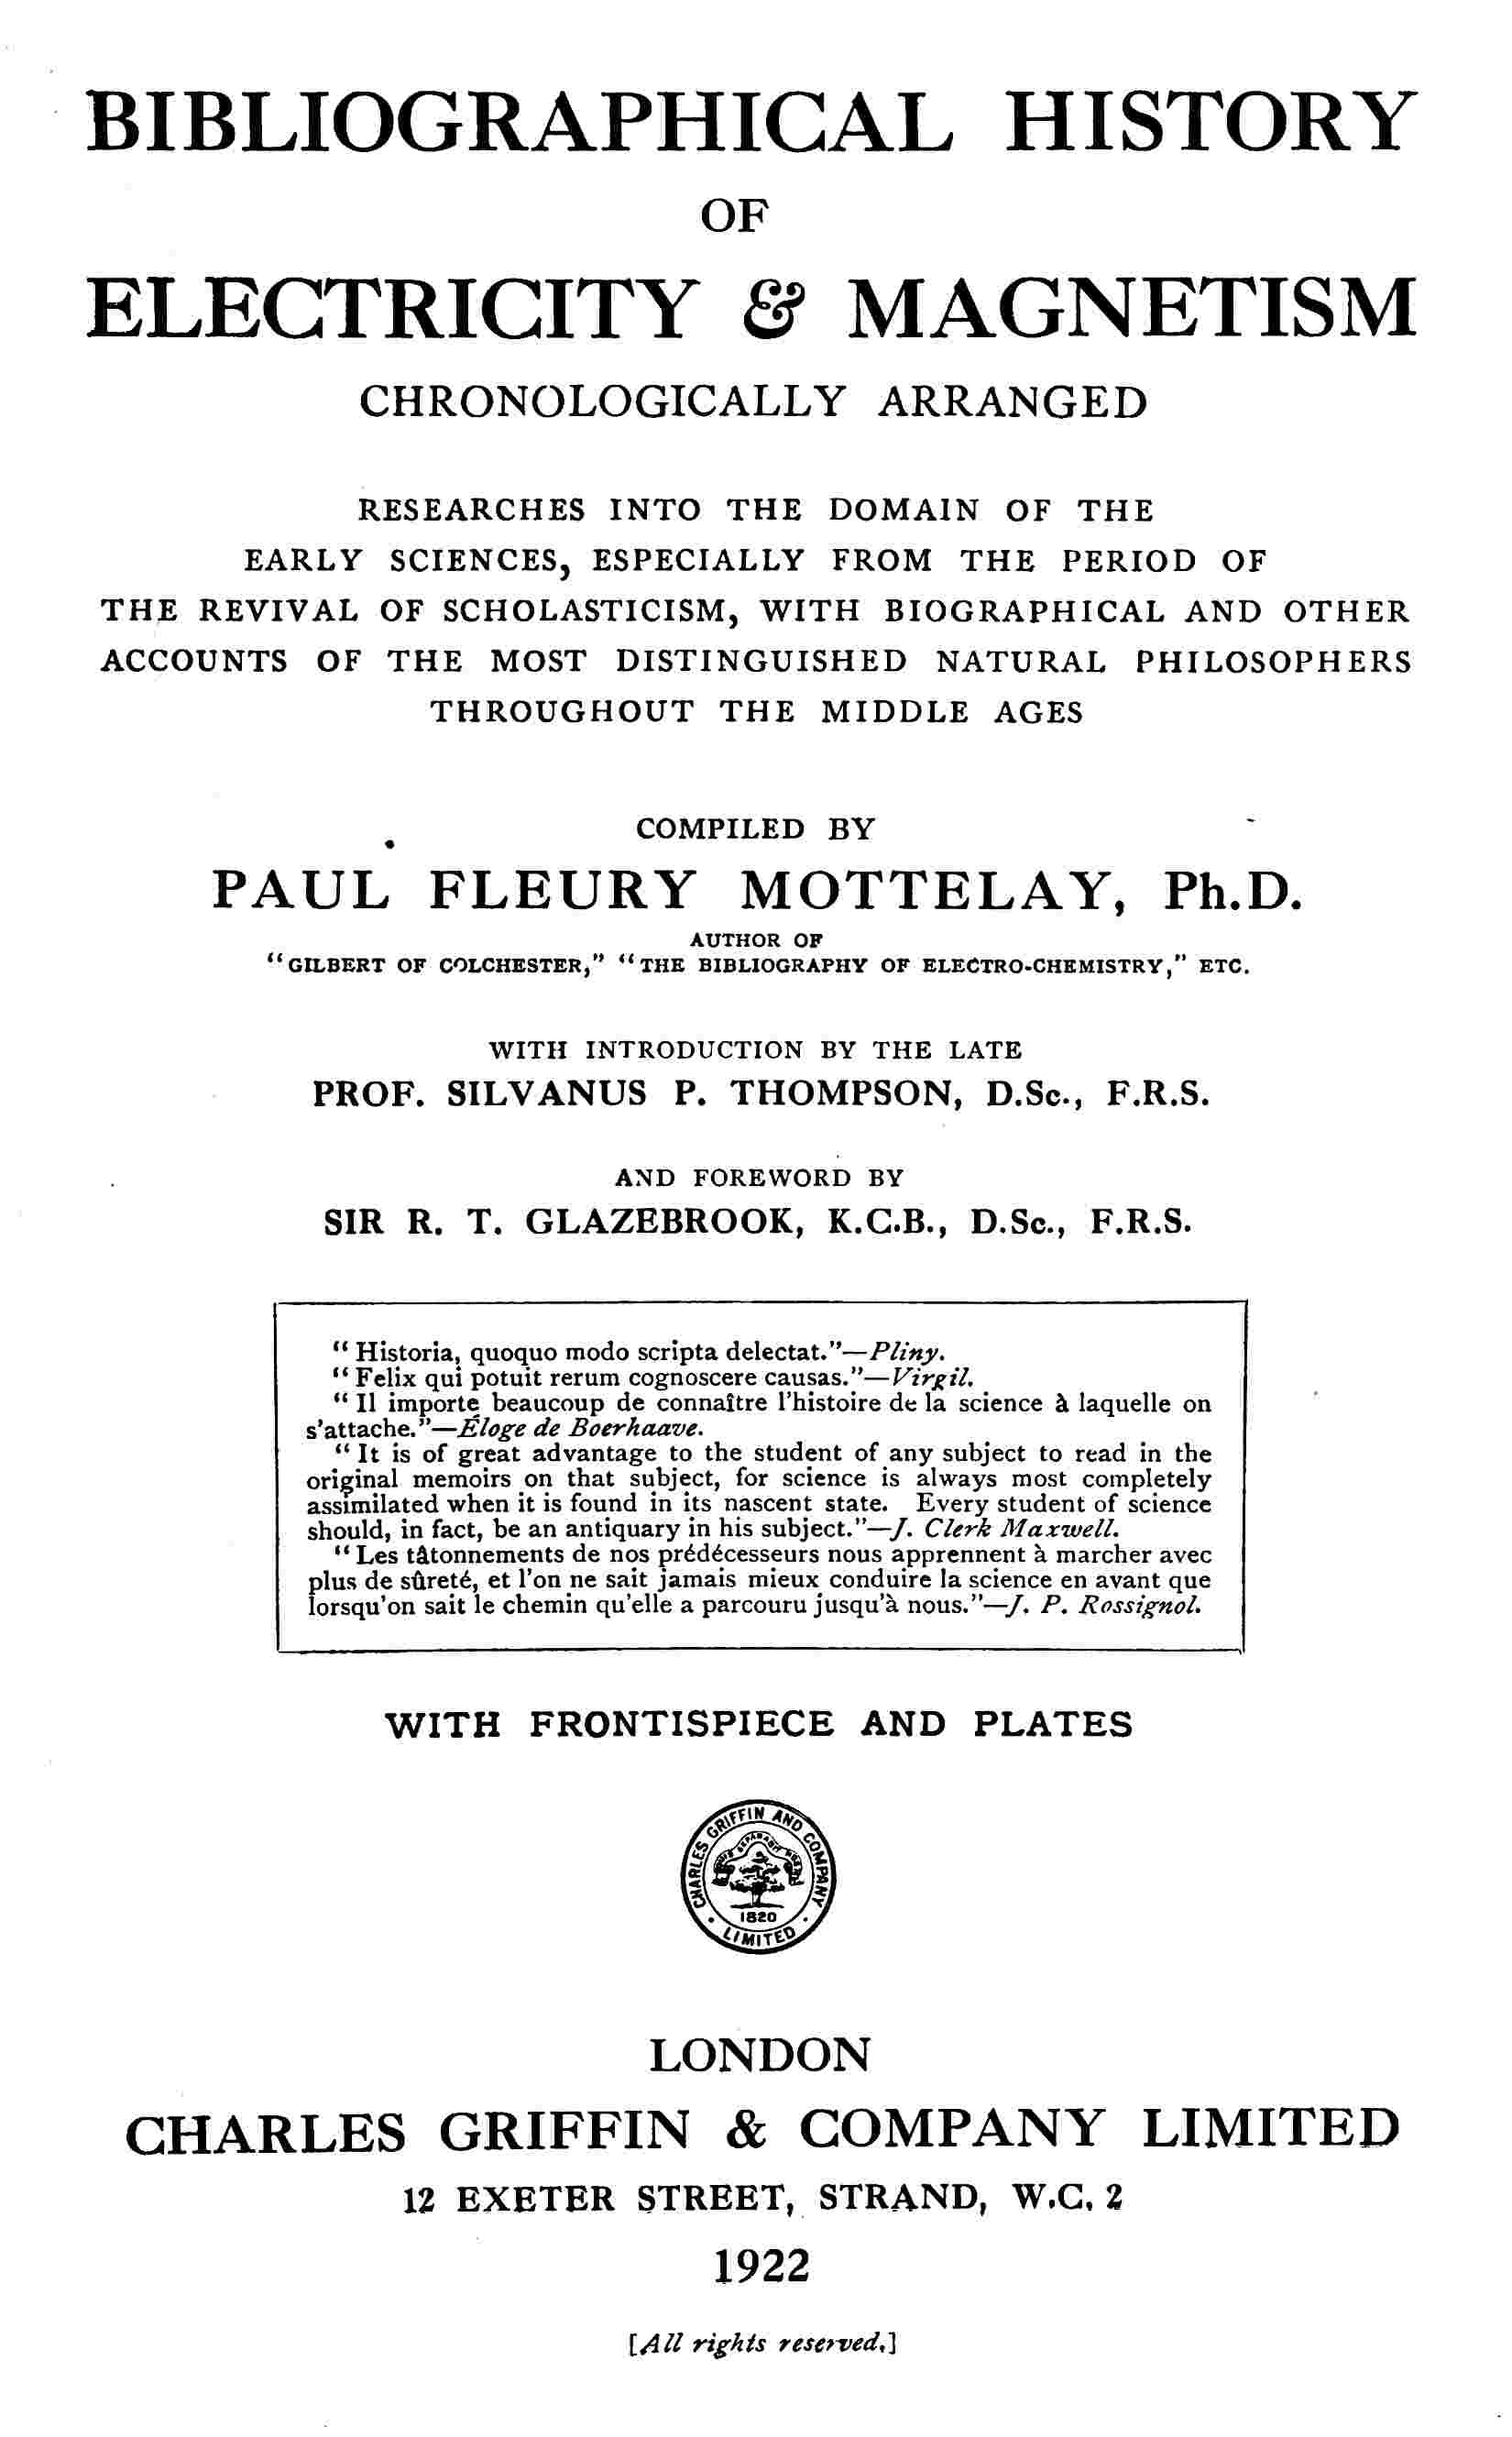 BIBLIOGRAPHICAL HISTORY
OF
ELECTRICITY & MAGNETISM
CHRONOLOGICALLY ARRANGED
RESEARCHES INTO THE DOMAIN OF THE
EARLY SCIENCES, ESPECIALLY FROM THE PERIOD OF
THE REVIVAL OF SCHOLASTICISM, WITH BIOGRAPHICAL AND OTHER
ACCOUNTS OF THE MOST DISTINGUISHED NATURAL PHILOSOPHERS
THROUGHOUT THE MIDDLE AGES
COMPILED BY
PAUL FLEURY MOTTELAY, Ph.D.
AUTHOR OF
“GILBERT OF COLCHESTER,” “THE BIBLIOGRAPHY OF ELECTRO-CHEMISTRY,” ETC.
WITH INTRODUCTION BY THE LATE
PROF. SILVANUS P. THOMPSON, D.Sc., F.R.S.
AND FOREWORD BY
SIR R. T. GLAZEBROOK, K.C.B., D.Sc., F.R.S.
“Historia, quoquo modo scripta delectat.”—Pliny.
“Felix qui potuit rerum cognoscere causas.”—Virgil.
“Il importe beaucoup de connaître l'histoire de la science à laquelle on
s'attache.”—Éloge de Boerhaave.
“It is of great advantage to the student of any subject to read in the
original memoirs on that subject, for science is always most completely
assimilated when it is found in its nascent state. Every student of science
should, in fact, be an antiquary in his subject.”—J. Clerk Maxwell.
“Les tâtonnements de nos prédécesseurs nous apprennent à marcher avec
plus de sûreté, et l'on ne sait jamais mieux conduire la science en avant que
lorsqu'on sait le chemin qu'elle a parcouru jusqu'à nous.”—J. P. Rossignol.
WITH FRONTISPIECE AND PLATES
CHARLES GRIFFIN AND COMPANY
1820
LIMITED
LONDON
CHARLES GRIFFIN & COMPANY LIMITED
12 EXETER STREET, STRAND, W.C. 2
1922
[All rights reserved.]